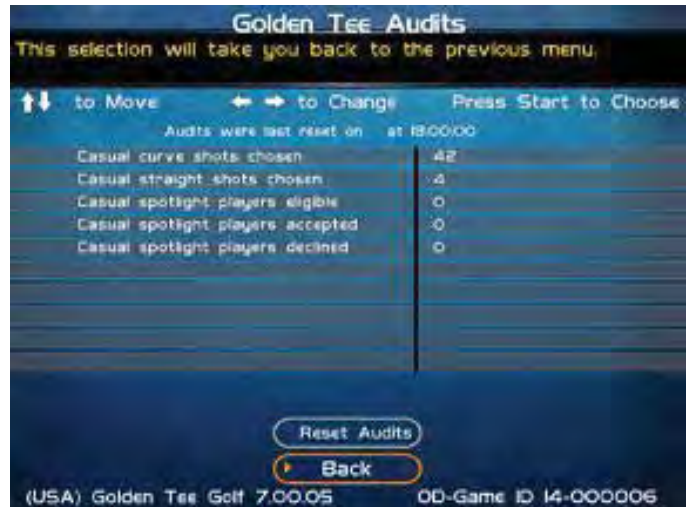 Golden Tee Audits
This selection will take you back to the previous menu.
to Move to Change Press Start to Choose
Audits were last reset on at 18:00:00
Casual curve shots chosen 42
Casual straight shots chosen 4
Casual spotlight players eligible 0
Casual spotlight players accepted 0
Casual spotlight players declined 0
Reset Audits
Back
(USA) Golden Tee Golf 7.00.05 OD-Game ID 14-000006